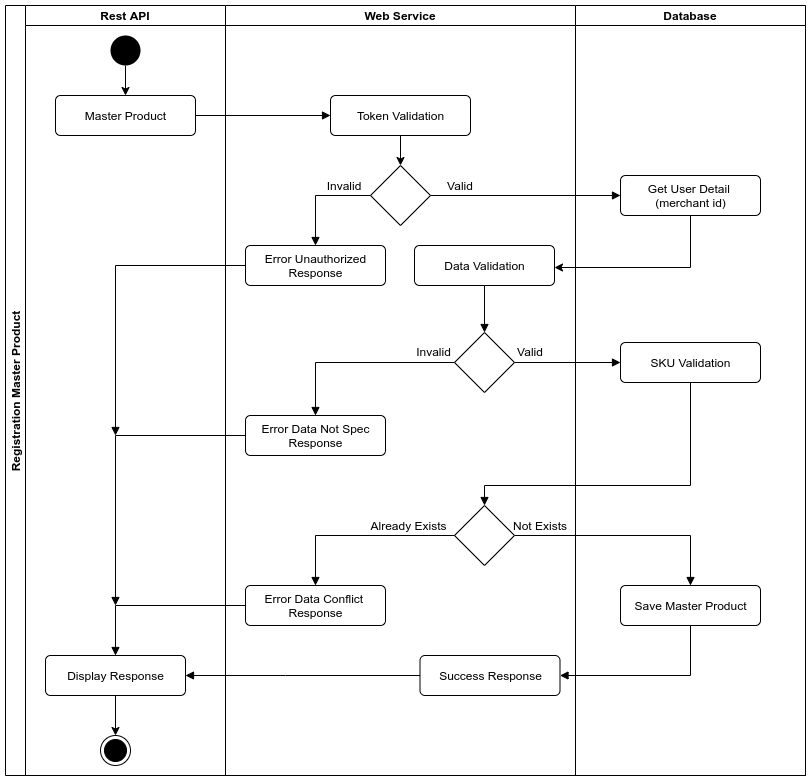 Rest API
Web Service
Database
Registration Master Product
Master Product
Token Validation
Invalid
Valid
Get User Detail
(merchant id)
Error Unauthorized
Response
Data Validation
Invalid
Valid
SKU Validation
Error Data Not Spec
Response
Already Exists
Not Exists
Error Data Conflict
Response
Save Master Product
Display Response
Success Response